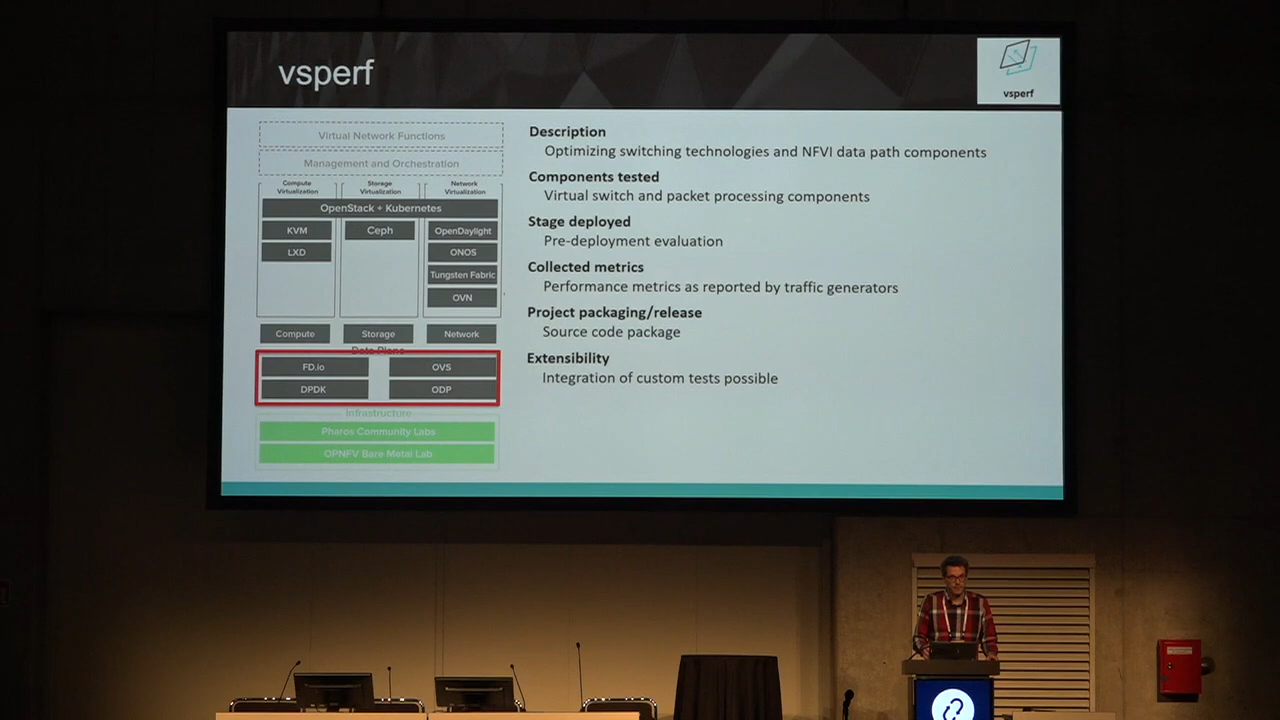 vsperf
vsperf
Virtual Network Functions
Management and Orchestration
Compute Virtualization
Storage Virtualization
Network Virtualization
OpenStack + Kubernetes
KVM
Ceph
OpenDaylight
LXD
ONOS
Tungsten Fabric
OVN
Compute
Storage
Network
Data Plane
FD.io
OVS
DPDK
ODP
Infrastructure
Pharos Community Labs
OPNFV Bare Metal Lab
Description
Optimizing switching technologies and NFVI data path components
Components tested
Virtual switch and packet processing components
Stage deployed
Pre-deployment evaluation
Collected metrics
Performance metrics as reported by traffic generators
Project packaging/release
Source code package
Extensibility
Integration of custom tests possible